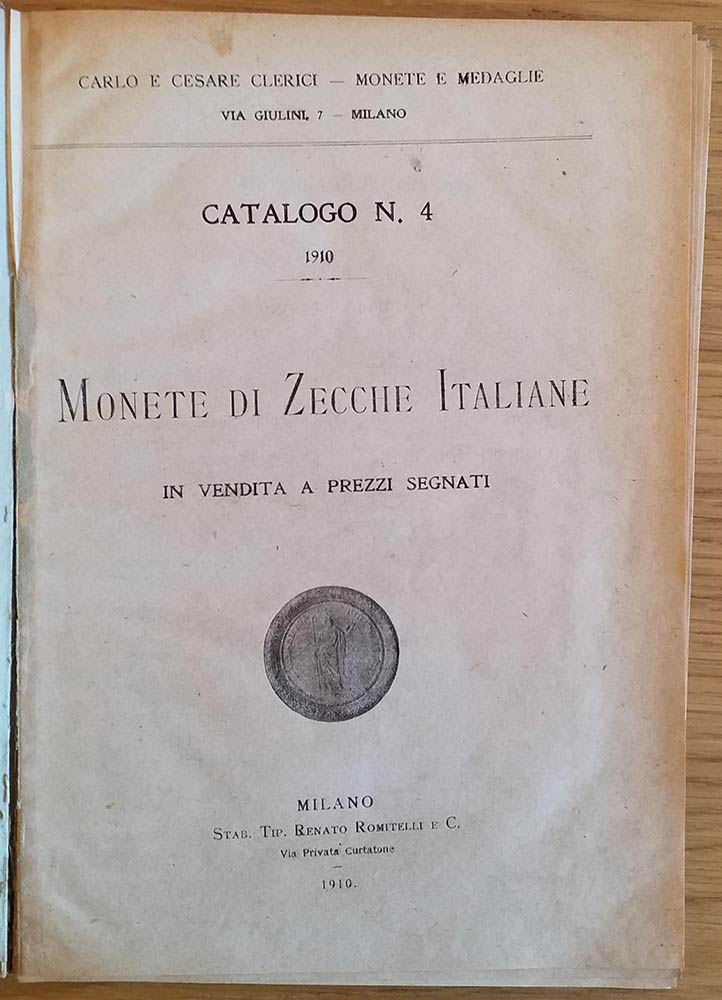 CARLO E CESARE CLERICI — MONETE E MEDAGLIE
VIA GIULINI, 7 — MILANO
CATALOGO N. 4
1910
MONETE DI ZECCHE ITALIANE
IN VENDITA A PREZZI SEGNATI
MILANO
STAB. TIP. RENATO ROMITELLI E C.
Via Privata Curtatone
1910.